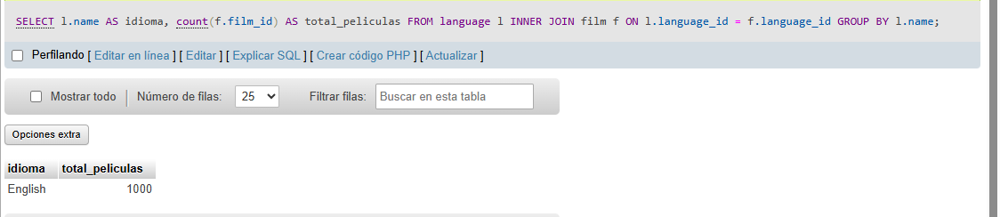 SELECT l.name AS idioma, count(f.film_id) AS total_peliculas FROM language l INNER JOIN film f ON l.language_id = f.language_id GROUP BY l.name;
Perfilando [ Editar en línea ] [ Editar ] [ Explicar SQL ] [ Crear código PHP ] [ Actualizar ]
Mostrar todo | Número de filas: 25 Filtrar filas: Buscar en esta tabla
Opciones extra
idioma total_peliculas
English 1000